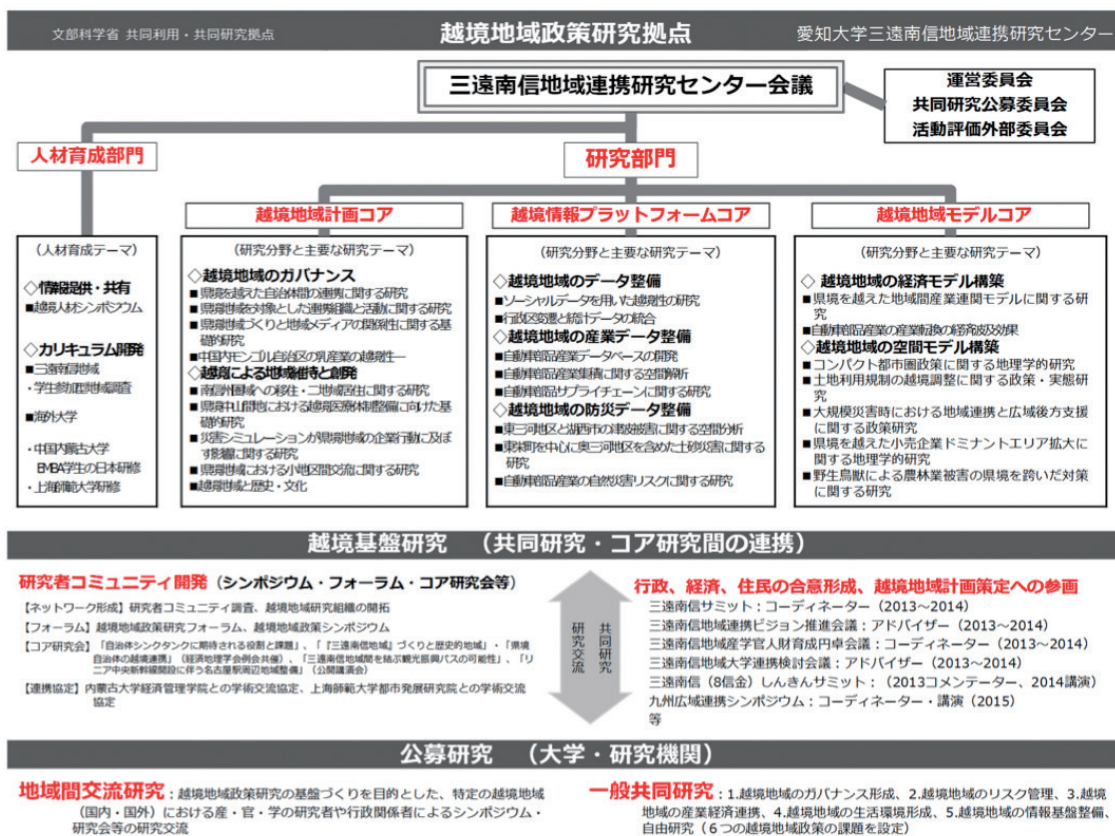 文部科学省 共同利用・共同研究拠点
越境地域政策研究拠点
愛知大学三遠南信地域連携研究センター
三遠南信地域連携研究センター会議
運営委員会
共同研究公募委員会
活動評価外部委員会
人材育成部門
研究部門
(人材育成テーマ)
◇情報提供・共有
■越境人材シンポジウム
◇カリキュラム開発
■三遠南信地域
・学生参加型地域調査
■海外大学
・中国内蒙古大学
EMBA学生の日本研修
・上海師範大学研修
越境地域計画コア
(研究分野と主要な研究テーマ)
◇越境地域のガバナンス
■県境を越えた自治体間の連携に関する研究
■県境地域を対象とした連携組織と活動に関する研究
■県境地域づくりと地域メディアの関係性に関する基
礎的研究
■中国内モンゴル自治区の乳産業の越境性―
◇越境による地域維持と創発
■南信州圏域への移住・二地域居住に関する研究
■県境中山間地における越境医療体制整備に向けた基
礎的研究
■災害シミュレーションが県境地域の企業行動に及ぼ
す影響に関する研究
■県境地域における小地区間交流に関する研究
■越境地域と歴史・文化
越境情報プラットフォームコア
(研究分野と主要な研究テーマ)
◇越境地域のデータ整備
■ソーシャルデータを用いた越境性の研究
■行政区変遷と統計データの統合
◇越境地域の産業データ整備
■自動車部品産業データベースの開発
■自動車部品産業集積に関する空間解析
■自動車部品サプライチェーンに関する研究
◇越境地域の防災データ整備
■東三河地区と湖西市の津波被害に関する空間分析
■東栄町を中心に奥三河地区を含めた土砂災害に関する
研究
■自動車部品産業の自然災害リスクに関する研究
越境地域モデルコア
(研究分野と主要な研究テーマ)
◇越境地域の経済モデル構築
■県境を越えた地域間産業連関モデルに関する研
究
■自動車部品産業の産業転換の経済波及効果
◇越境地域の空間モデル構築
■コンパクト都市圏政策に関する地理学的研究
■土地利用規制の越境調整に関する政策・実態研
究
■大規模災害時における地域連携と広域後方支援
に関する政策研究
■県境を越えた小売企業ドミナントエリア拡大に
関する地理学的研究
■野生鳥獣による農林業被害の県境を跨いだ対策
に関する研究
越境基盤研究 (共同研究・コア研究間の連携)
研究者コミュニティ開発(シンポジウム・フォーラム・コア研究会等)
【ネットワーク形成】研究者コミュニティ調査、越境地域研究組織の開拓
【フォーラム】越境地域政策研究フォーラム、越境地域政策シンポジウム
【コア研究会】「自治体シンクタンクに期待される役割と課題」、「『三遠南信地域』づくりと歴史的地域」・「県境
自治体の越境連携」(経済地理学会例会共催)、「三遠南信地域間を結ぶ観光振興バスの可能性」、「リ
ニア中央新幹線開設に伴う名古屋駅周辺地域整備」(公開講演会)
【連携協定】内蒙古大学経済管理学院との学術交流協定、上海師範大学都市発展研究院との学術交流
協定
研究交流
共同研究
行政、経済、住民の合意形成、越境地域計画策定への参画
三遠南信サミット:コーディネーター(2013~2014)
三遠南信地域連携ビジョン推進会議:アドバイザー(2013~2014)
三遠南信地域産学官人財育成円卓会議:コーディネーター(2013~2014)
三遠南信地域大学連携検討会議:アドバイザー(2013~2014)
三遠南信(8信金)しんきんサミット:(2013コメンテーター、2014講演)
九州広域連携シンポジウム:コーディネーター・講演(2015)
等
公募研究 (大学・研究機関)
地域間交流研究:越境地域政策研究の基盤づくりを目的とした、特定の越境地域
(国内・国外)における産・官・学の研究者や行政関係者によるシンポジウム・
研究会等の研究交流
一般共同研究:1.越境地域のガバナンス形成、2.越境地域のリスク管理、3.越境
地域の産業経済連携、4.越境地域の生活環境形成、5.越境地域の情報基盤整備、
自由研究(6つの越境地域政策の課題を設定)